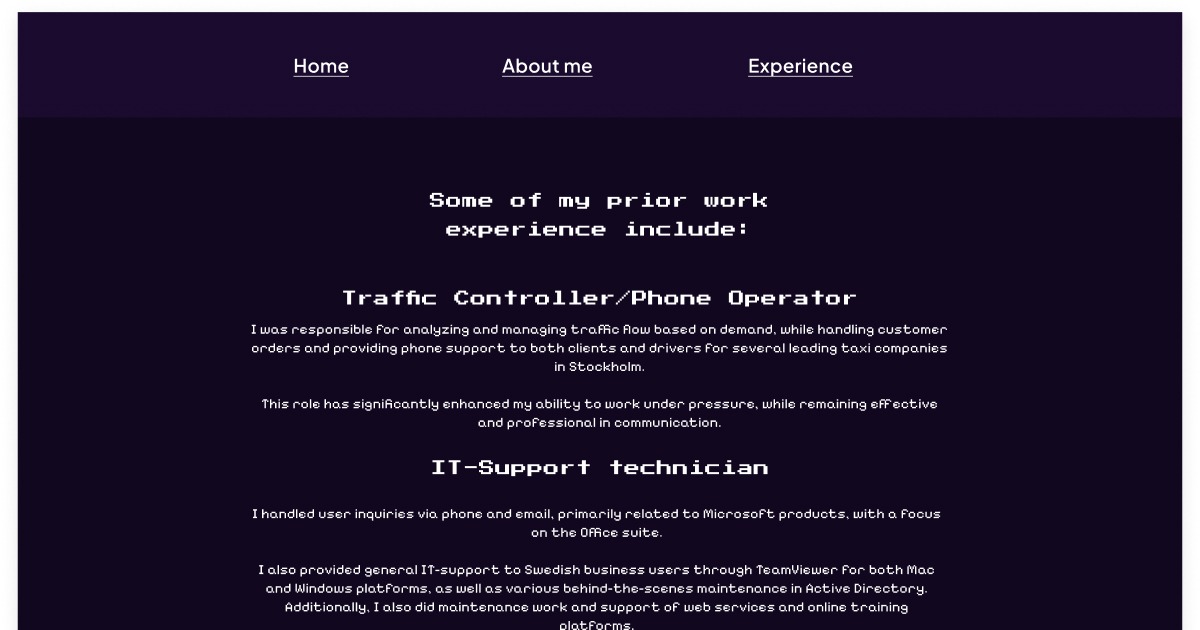 Home
About me
Experience
Some of my prior work
experience include:
Traffic Controller/Phone Operator
I was responsible for analyzing and managing traffic flow based on demand, while handling customer
orders and providing phone support to both clients and drivers for several leading taxi companies
in Stockholm.
This role has significantly enhanced my ability to work under pressure, while remaining effective
and professional in communication.
IT-Support technician
I handled user inquiries via phone and email, primarily related to Microsoft products, with a focus
on the Office suite.
I also provided general IT-support to Swedish business users through TeamViewer for both Mac
and Windows platforms, as well as various behind-the-scenes maintenance in Active Directory.
Additionally, I also did maintenance work and support of web services and online training
platforms.